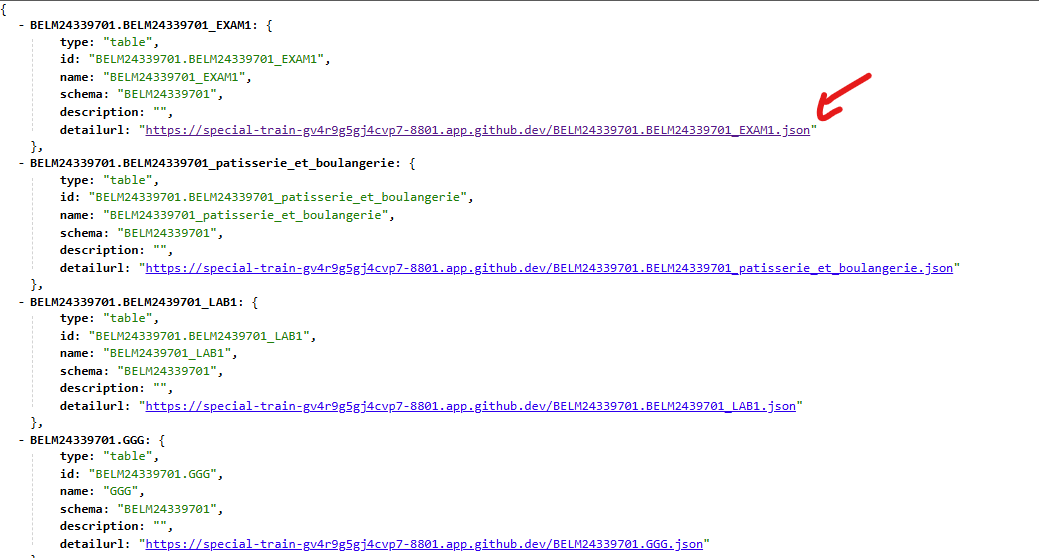 {
- BELM24339701.BELM24339701_EXAM1: {
type: "table",
id: "BELM24339701.BELM24339701_EXAM1",
name: "BELM24339701_EXAM1",
schema: "BELM24339701",
description: "",
detailurl: "https://special-train-gv4r9g5gj4cvp7-8801.app.github.dev/BELM24339701.BELM24339701_EXAM1.json"
},
- BELM24339701.BELM24339701_patisserie_et_boulangerie: {
type: "table",
id: "BELM24339701.BELM24339701_patisserie_et_boulangerie",
name: "BELM24339701_patisserie_et_boulangerie",
schema: "BELM24339701",
description: "",
detailurl: "https://special-train-gv4r9g5gj4cvp7-8801.app.github.dev/BELM24339701.BELM24339701_patisserie_et_boulangerie.json"
},
- BELM24339701.BELM2439701_LAB1: {
type: "table",
id: "BELM24339701.BELM2439701_LAB1",
name: "BELM2439701_LAB1",
schema: "BELM24339701",
description: "",
detailurl: "https://special-train-gv4r9g5gj4cvp7-8801.app.github.dev/BELM24339701.BELM2439701_LAB1.json"
},
- BELM24339701.GGG: {
type: "table",
id: "BELM24339701.GGG",
name: "GGG",
schema: "BELM24339701",
description: "",
detailurl: "https://special-train-gv4r9g5gj4cvp7-8801.app.github.dev/BELM24339701.GGG.json"